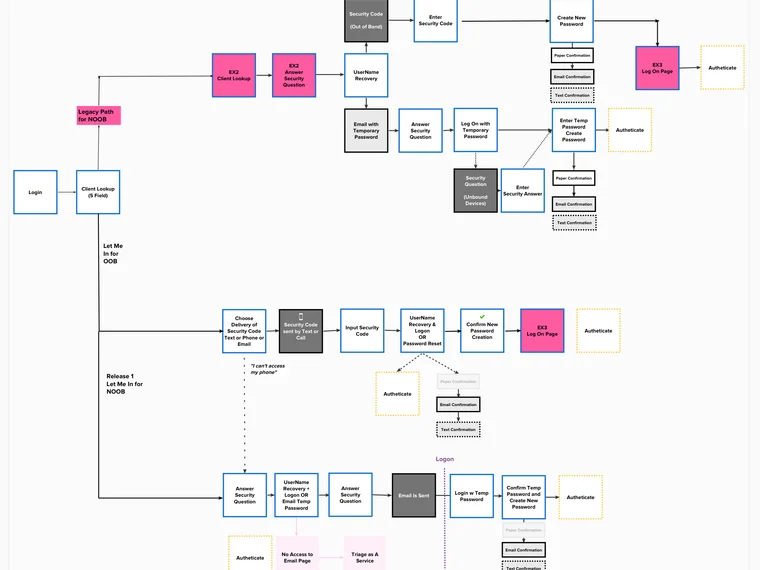 Security Code
(Out of Band)
Enter
Security Code
Create New
Password
Paper Confirmation
Email Confirmation
Text Confirmation
EX3
Log On Page
Autheticate
EX2
Client Lookup
EX2
Answer
Security
Question
UserName
Recovery
Legacy Path
for NOOB
Email with
Temporary
Password
Answer
Security
Question
Log On with
Temporary
Password
Enter Temp
Password
Create
Password
Autheticate
Paper Confirmation
Email Confirmation
Text Confirmation
Security
Question
(Unbound
Devices)
Enter
Security Answer
Login
Client Lookup
(5 Field)
Let Me
In for
OOB
Choose
Delivery of
Security Code
Text or Phone or
Email
Security Code
sent by Text or
Call
Input Security
Code
UserName
Recovery &
Logon
OR
Password Reset
Confirm New
Password
Creation
EX3
Log On Page
Autheticate
"I can't access
my phone"
Release 1
Let Me In for
NOOB
Autheticate
Paper Confirmation
Email Confirmation
Text Confirmation
Logon
Answer
Security
Question
UserName
Recovery +
Logon OR
Email Temp
Password
Answer
Security
Question
Email Is Sent
Login w Temp
Password
Confirm Temp
Password and
Create New
Password
Autheticate
Paper Confirmation
Email Confirmation
Text Confirmation
Autheticate
No Access to
Email Page
Triage as A
Service